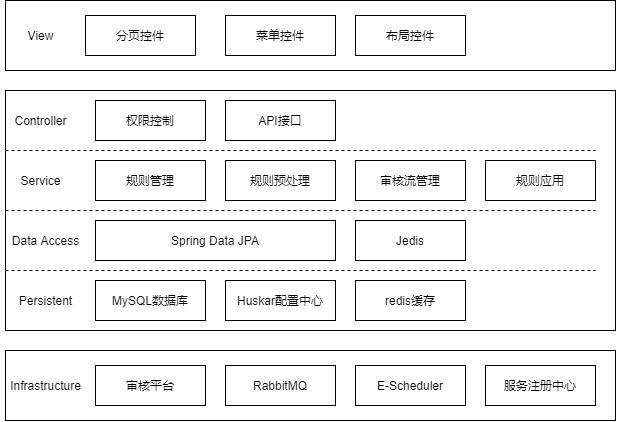 View 分页控件 菜单控件 布局控件
Controller 权限控制 API接口
Service 规则管理 规则预处理 审核流管理 规则应用
Data Access Spring Data JPA Jedis
Persistent MySQL数据库 Huskar配置中心 redis缓存
Infrastructure 审核平台 RabbitMQ E-Scheduler 服务注册中心